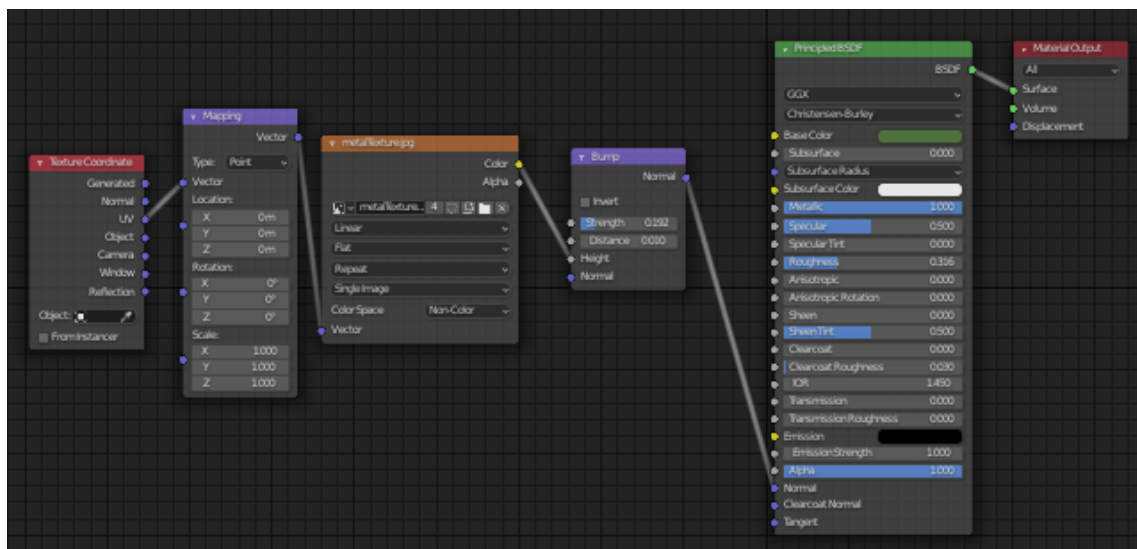 Texture Coordinate
Generated
Normal
UV
Object
Camera
Window
Reflection
Object:
From Instancer
Mapping
Vector
Type: Point
Vector
Location:
X 0m
Y 0m
Z 0m
Rotation:
X 0°
Y 0°
Z 0°
Scale:
X 1.000
Y 1.000
Z 1.000
metalTexture.jpg
Color
Alpha
metalTexture... 4
Linear
Flat
Repeat
Single Image
Color Space Non-Color
Vector
Bump
Normal
Invert
Strength 0.192
Distance 0.010
Height
Normal
Principled BSDF
BSDF
GGX
Christensen-Burley
Base Color
Subsurface 0.000
Subsurface Radius
Subsurface Color
Metallic 1.000
Specular 0.500
Specular Tint 0.000
Roughness 0.316
Anisotropic 0.000
Anisotropic Rotation 0.000
Sheen 0.000
Sheen Tint 0.500
Clearcoat 0.000
Clearcoat Roughness 0.030
IOR 1.450
Transmission 0.000
Transmission Roughness 0.000
Emission
Emission Strength 1.000
Alpha 1.000
Normal
Clearcoat Normal
Tangent
Material Output
All
Surface
Volume
Displacement